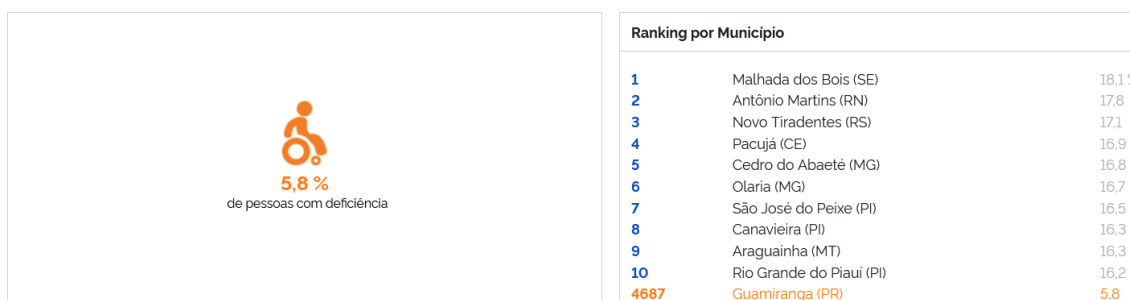 5,8 %
de pessoas com deficiência
Ranking por Município
1 Malhada dos Bois (SE) 18,1
2 Antônio Martins (RN) 17,8
3 Novo Tiradentes (RS) 17,1
4 Pacujá (CE) 16,9
5 Cedro do Abaeté (MG) 16,8
6 Olaria (MG) 16,7
7 São José do Peixe (PI) 16,5
8 Canavieira (PI) 16,3
9 Araguainha (MT) 16,3
10 Rio Grande do Piauí (PI) 16,2
4687 Guamiranga (PR) 5,8